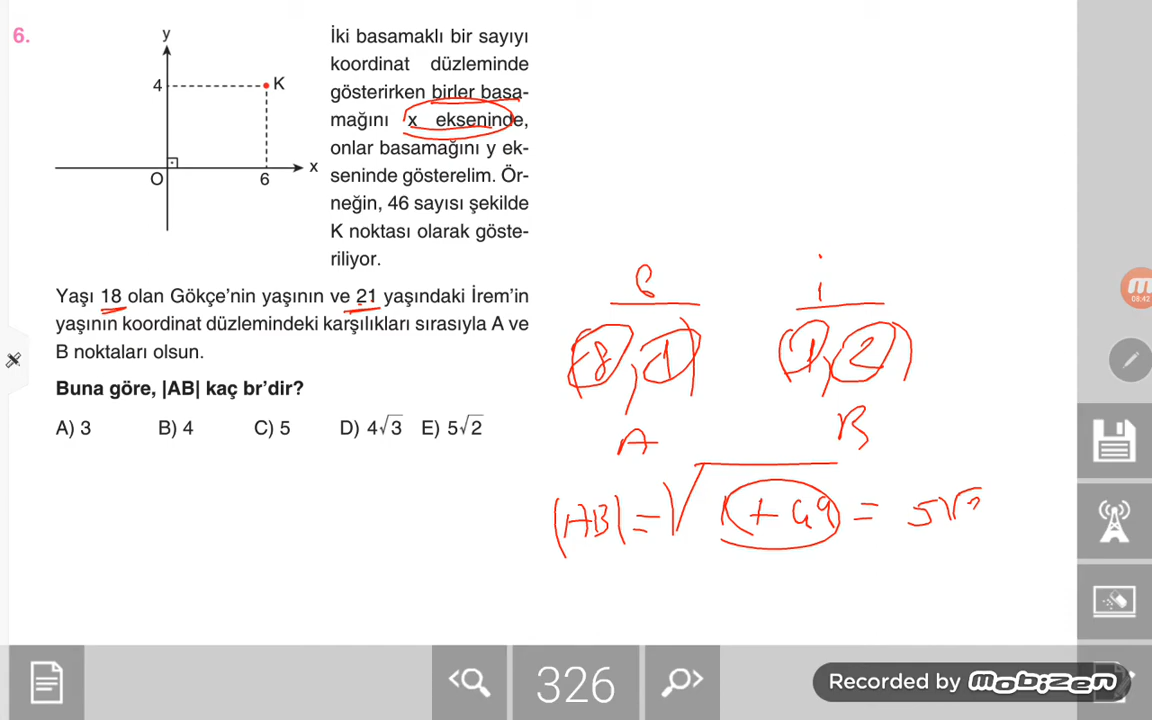 6.
y
4
K
O
6
x
İki basamaklı bir sayıyı
koordinat düzleminde
gösterirken birler basa-
mağını x ekseninde,
onlar basamağını y ek-
seninde gösterelim. Ör-
neğin, 46 sayısı şekilde
K noktası olarak göste-
riliyor.
Yaşı 18 olan Gökçe’nin yaşının ve 21 yaşındaki İrem’in
yaşının koordinat düzlemindeki karşılıkları sırasıyla A ve
B noktaları olsun.
Buna göre, |AB| kaç br’dir?
A) 3 B) 4 C) 5 D) 4√3 E) 5√2
G i
(8, 1) (1, 2)
A B
|AB| = √1+49 = 5√2
08:42
326
Recorded by mobizen